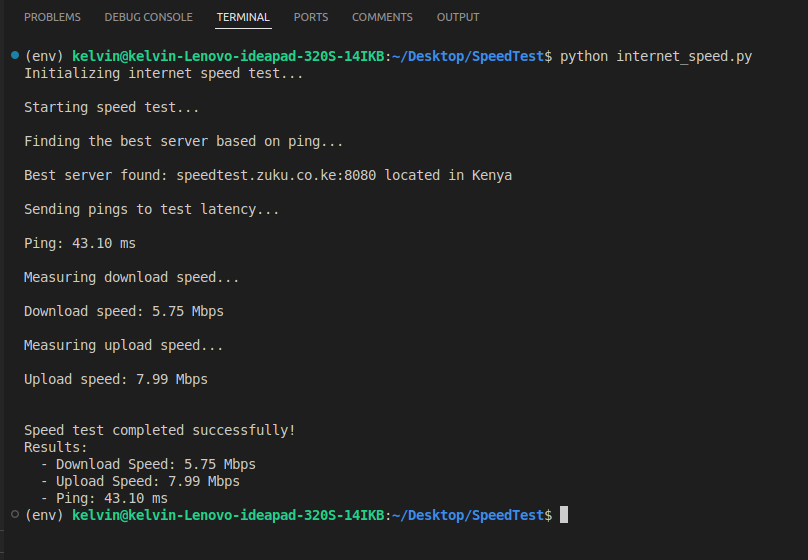 PROBLEMS DEBUG CONSOLE TERMINAL PORTS COMMENTS OUTPUT
(env) kelvin@kelvin-Lenovo-ideapad-320S-14IKB:~/Desktop/SpeedTest$ python internet_speed.py
Initializing internet speed test...
Starting speed test...
Finding the best server based on ping...
Best server found: speedtest.zuku.co.ke:8080 located in Kenya
Sending pings to test latency...
Ping: 43.10 ms
Measuring download speed...
Download speed: 5.75 Mbps
Measuring upload speed...
Upload speed: 7.99 Mbps
Speed test completed successfully!
Results:
- Download Speed: 5.75 Mbps
- Upload Speed: 7.99 Mbps
- Ping: 43.10 ms
(env) kelvin@kelvin-Lenovo-ideapad-320S-14IKB:~/Desktop/SpeedTest$